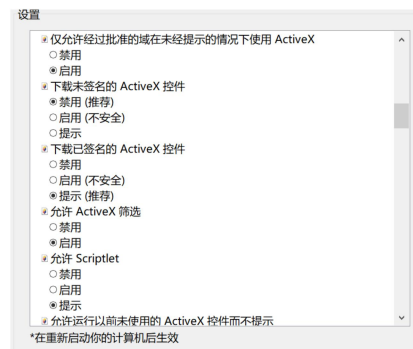 设置
仅允许经过批准的域在未经提示的情况下使用 ActiveX
禁用
启用
下载未签名的 ActiveX 控件
禁用 (推荐)
启用 (不安全)
提示
下载已签名的 ActiveX 控件
禁用
启用 (不安全)
提示 (推荐)
允许 ActiveX 筛选
禁用
启用
允许 Scriptlet
禁用
启用
提示
允许运行以前未使用的 ActiveX 控件而不提示
*在重新启动你的计算机后生效